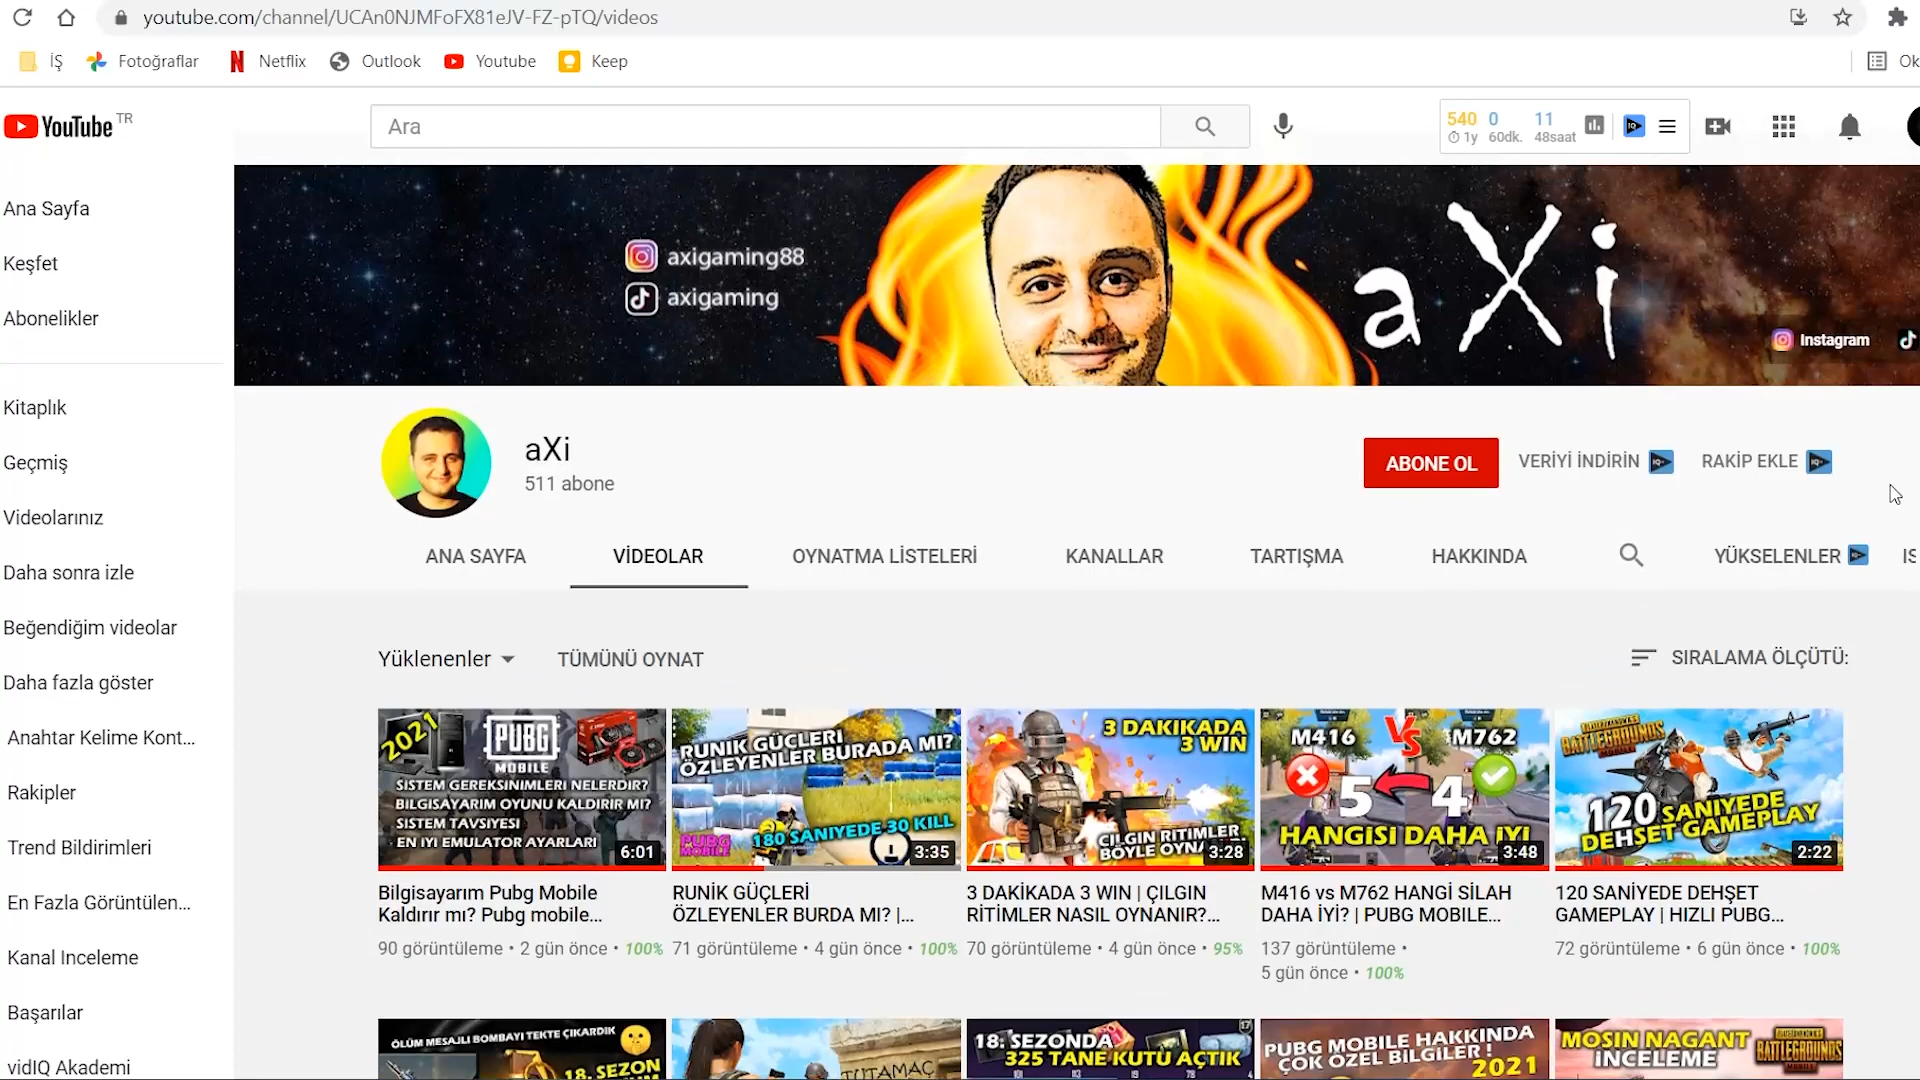 youtube.com/channel/UCAn0NJMFoFX81eJV-FZ-pTQ/videos
İŞ Fotoğraflar Netflix Outlook Youtube Keep
YouTube TR
Ara
540 0 11
1y 60dk. 48saat
Ana Sayfa
Keşfet
Abonelikler
Kitaplık
Geçmiş
Videolarınız
Daha sonra izle
Beğendiğim videolar
Daha fazla göster
Anahtar Kelime Kont...
Rakipler
Trend Bildirimleri
En Fazla Görüntülen...
Kanal Inceleme
Başarılar
vidIQ Akademi
axigaming88
axigaming
aXi
Instagram
aXi
511 abone
ABONE OL
VERİYİ İNDİRİN
RAKİP EKLE
ANA SAYFA VİDEOLAR OYNATMA LİSTELERİ KANALLAR TARTIŞMA HAKKINDA YÜKSELENLER
Yüklenenler TÜMÜNÜ OYNAT
SIRALAMA ÖLÇÜTÜ:
2021
PUBG
MOBILE
SİSTEM GEREKSINIMLERI NELERDIR?
BILGISAYARIM OYUNU KALDIRIR MI?
SISTEM TAVSIYESI
EN IYI EMULATOR AYARLARI
6:01
Bilgisayarım Pubg Mobile
Kaldırır mı? Pubg mobile...
90 görüntüleme • 2 gün önce • 100%
RUNIK GÜÇLERI
ÖZLEYENLER BURADA MI?
180 SANIYEDE 30 KILL
PUBG
MOBILE
3:35
RUNİK GÜÇLERİ
ÖZLEYENLER BURDA MI? |...
71 görüntüleme • 4 gün önce • 100%
3 DAKIKADA
3 WIN
ÇILGIN RITIMLER
BÖYLE OYN
3:28
3 DAKİKADA 3 WIN | ÇILGIN
RİTİMLER NASIL OYNANIR?...
70 görüntüleme • 4 gün önce • 95%
M416 VS M762
5 4
HANGISI DAHA IYI
3:48
M416 vs M762 HANGİ SİLAH
DAHA İYİ? | PUBG MOBILE...
137 görüntüleme •
5 gün önce • 100%
BATTLEGROUNDS
120 SANIYEDE
DEHŞET GAMEPLAY
2:22
120 SANİYEDE DEHŞET
GAMEPLAY | HIZLI PUBG...
72 görüntüleme • 6 gün önce • 100%
ÖLÜM MESAJLI BOMBAYI TEKTE ÇIKARDIK
18. SEZON
TUTAMAÇ
18. SEZONDA
325 TANE KUTU AÇTIK
PUBG MOBILE HAKKINDA
ÇOK ÖZEL BILGILER !
2021
MOSIN NAGANT
İNCELEME
BATTLEGROUNDS